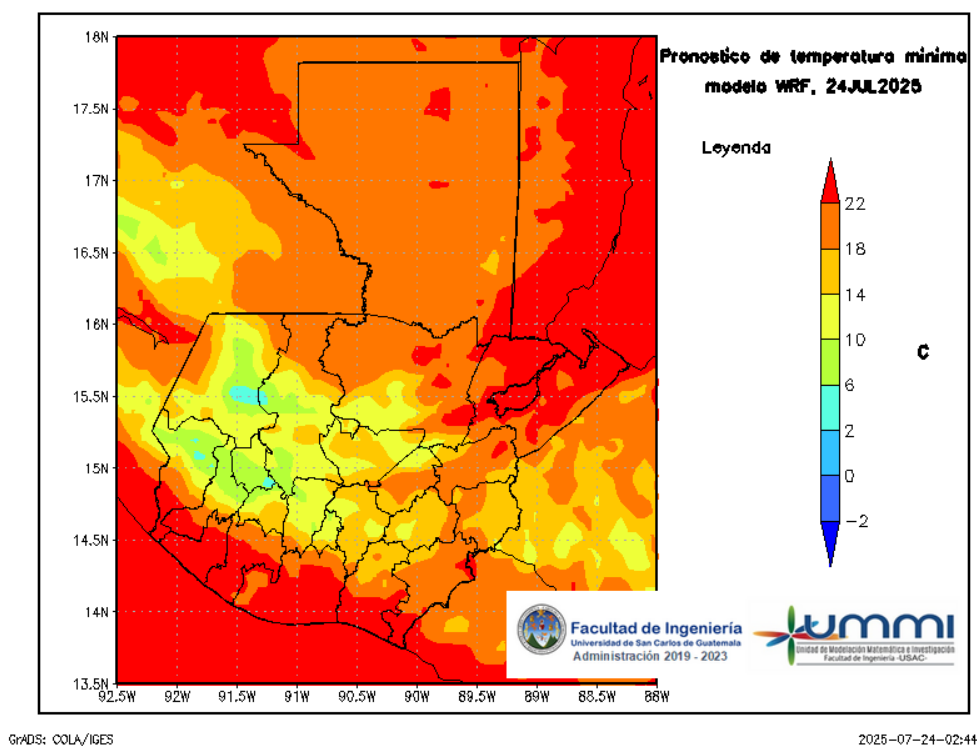 Pronostico de temperatura minima
modelo WRF, 24JUL2025
Leyenda
22
18
14
10
6
2
0
−2
C
18N
17.5N
17N
16.5N
16N
15.5N
15N
14.5N
14N
13.5N
92.5W 92W 91.5W 91W 90.5W 90W 89.5W 89W 88.5W 88W
Facultad de Ingeniería
Universidad de San Carlos de Guatemala
Administración 2019 - 2023
ummi
Unidad de Modelación Matemática e Investigación
Facultad de Ingeniería -USAC-
GrADS: COLA/IGES
2025-07-24-02:44